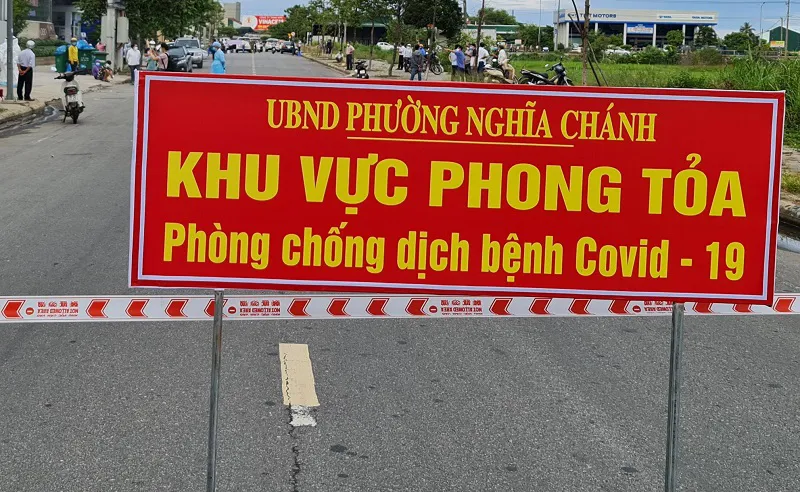 UBND PHƯỜNG NGHĨA CHÁNH
KHU VỰC PHONG TỎA
Phòng chống dịch bệnh Covid - 19